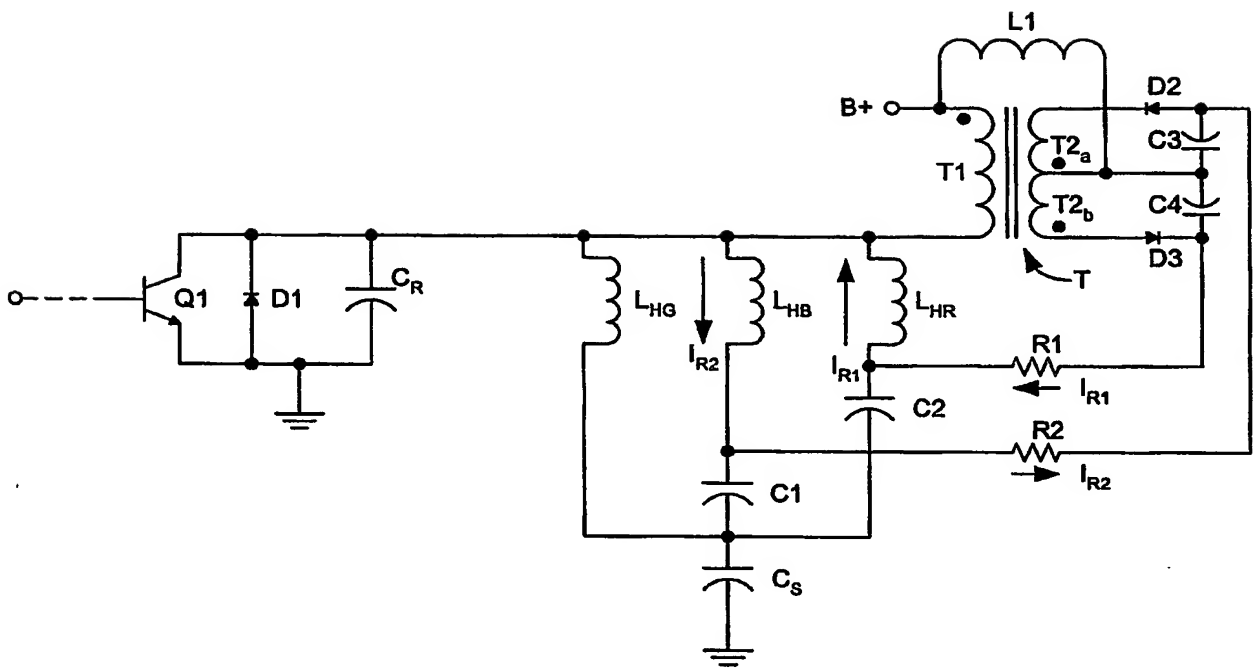 L1
B+
D2
T2a
C3
T1
T2b
C4
D3
T
Q1
D1
CR
LHG
LHB
LHR
IR2
IR1
R1
IR1
C2
R2
IR2
C1
CS